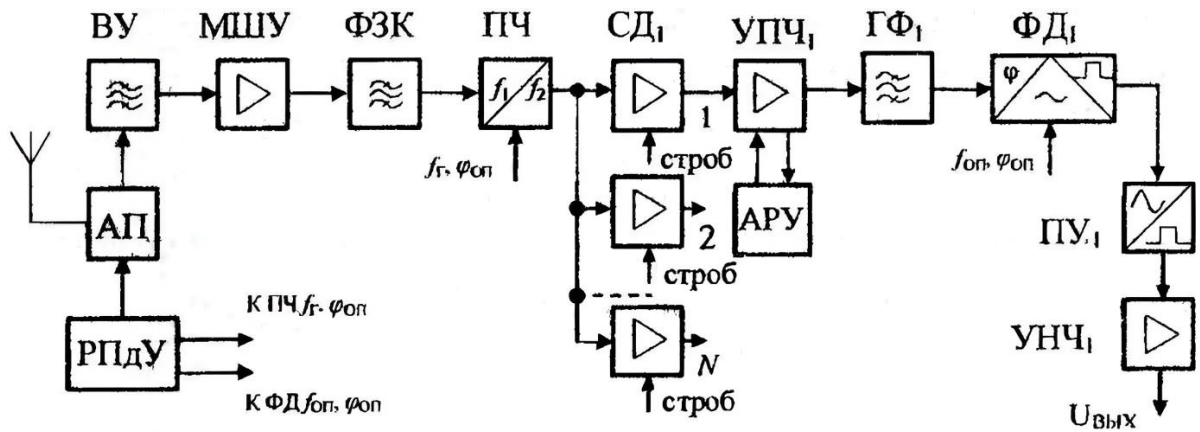 ВУ МШУ ФЗК ПЧ СД₁ УПЧ₁ ГФ₁ ФД₁
f₁ f₂
φ
1
fг, φоп
строб
fоп, φоп
АП
2
АРУ
ПУ₁
строб
К ПЧ fг, φоп
РПдУ
УНЧ₁
N
К ФД fоп, φоп
строб
Uвых